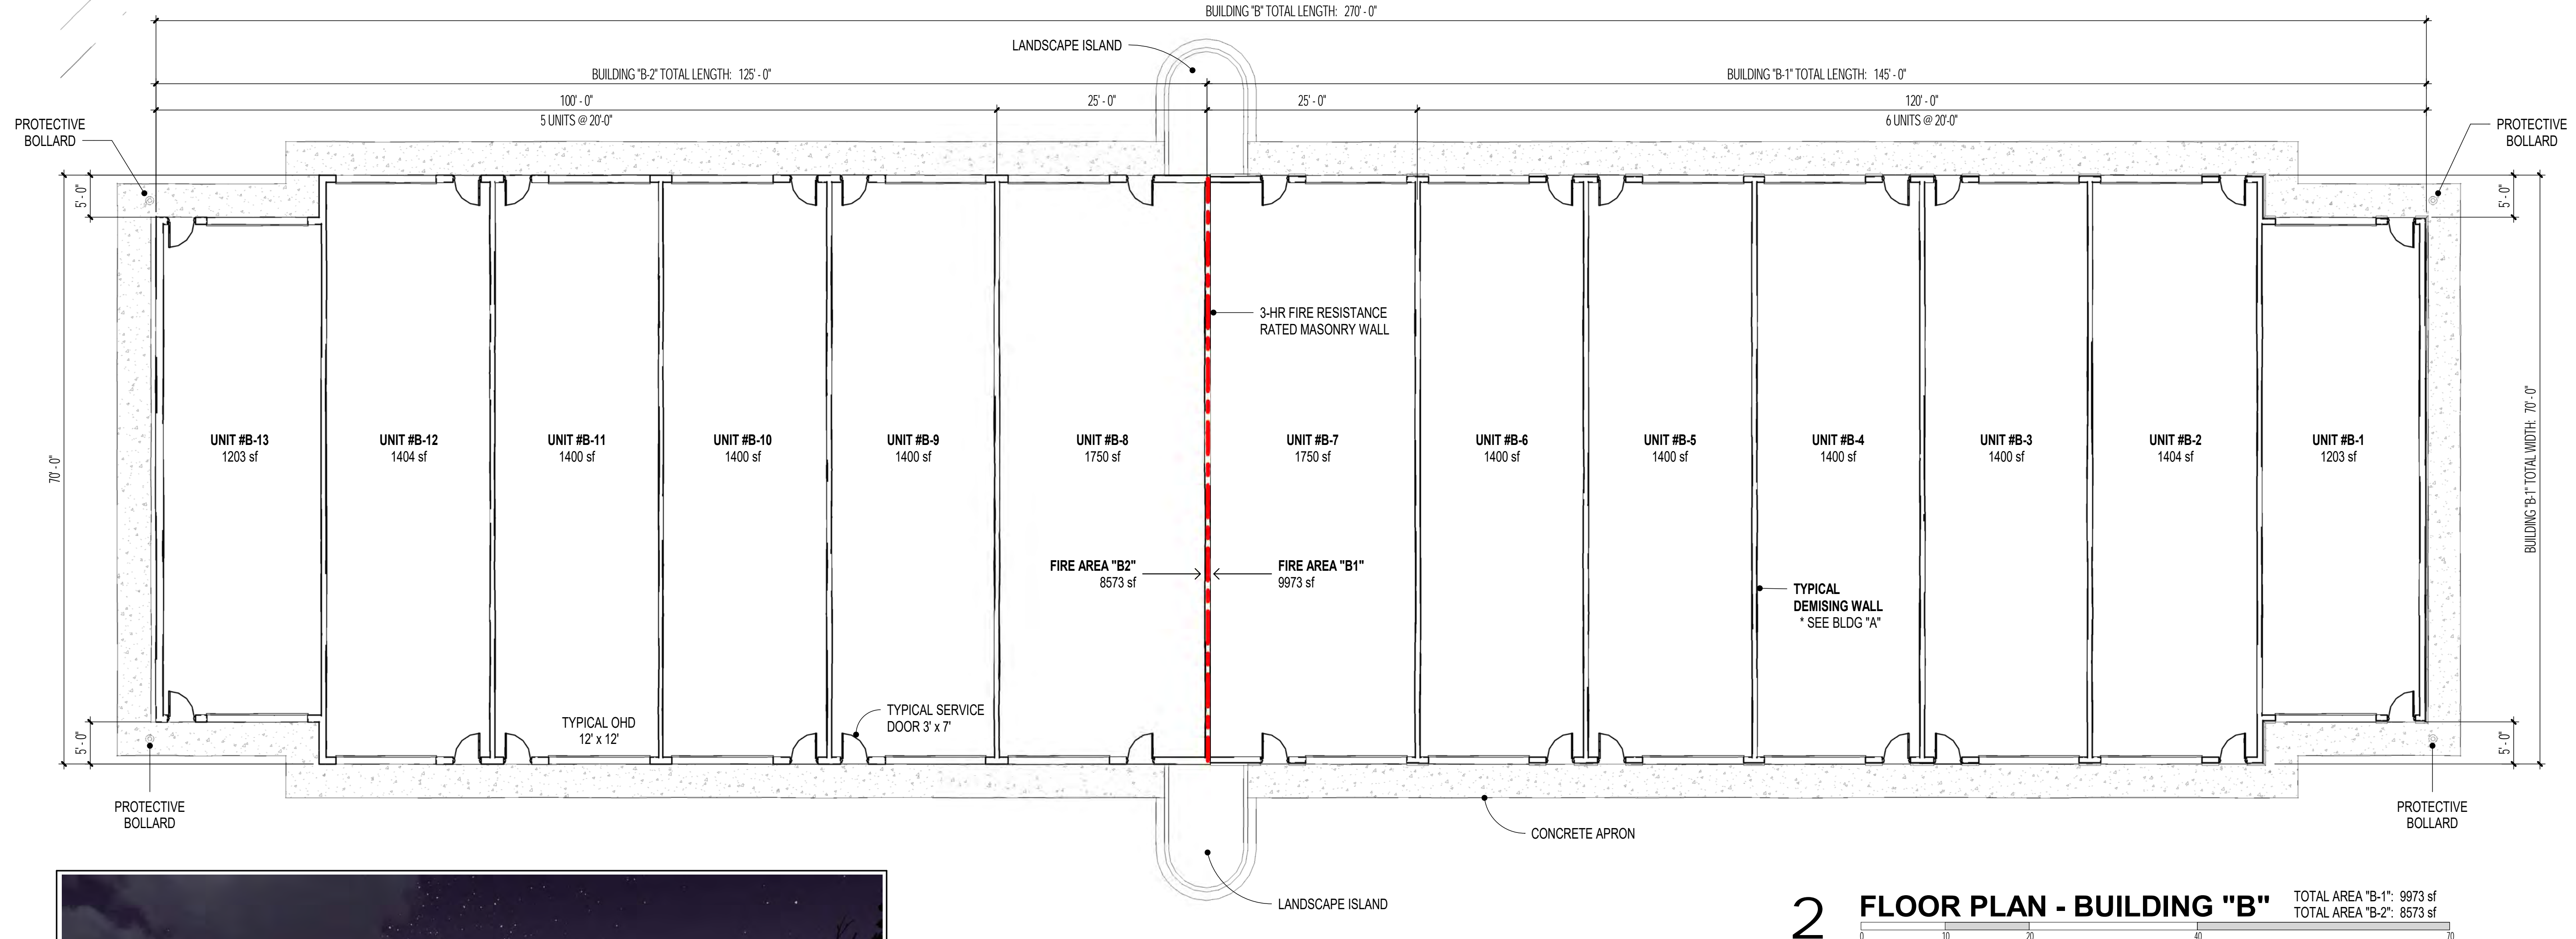 BUILDING "B" TOTAL LENGTH: 270' - 0"
LANDSCAPE ISLAND
BUILDING "B-2" TOTAL LENGTH: 125' - 0"
BUILDING "B-1" TOTAL LENGTH: 145' - 0"
100' - 0"
25' - 0"
25' - 0"
120' - 0"
5 UNITS @ 20'-0"
6 UNITS @ 20'-0"
PROTECTIVE
BOLLARD
PROTECTIVE
BOLLARD
5' - 0"
5' - 0"
3-HR FIRE RESISTANCE
RATED MASONRY WALL
70' - 0"
BUILDING "B-1" TOTAL WIDTH: 70' - 0"
UNIT #B-13
1203 sf
UNIT #B-12
1404 sf
UNIT #B-11
1400 sf
UNIT #B-10
1400 sf
UNIT #B-9
1400 sf
UNIT #B-8
1750 sf
UNIT #B-7
1750 sf
UNIT #B-6
1400 sf
UNIT #B-5
1400 sf
UNIT #B-4
1400 sf
UNIT #B-3
1400 sf
UNIT #B-2
1404 sf
UNIT #B-1
1203 sf
FIRE AREA "B2"
8573 sf
FIRE AREA "B1"
9973 sf
TYPICAL
DEMISING WALL
* SEE BLDG "A"
TYPICAL OHD
12' x 12'
TYPICAL SERVICE
DOOR 3' x 7'
5' - 0"
5' - 0"
PROTECTIVE
BOLLARD
PROTECTIVE
BOLLARD
CONCRETE APRON
LANDSCAPE ISLAND
2
FLOOR PLAN - BUILDING "B"
TOTAL AREA "B-1": 9973 sf
TOTAL AREA "B-2": 8573 sf
0 10 20 40 70